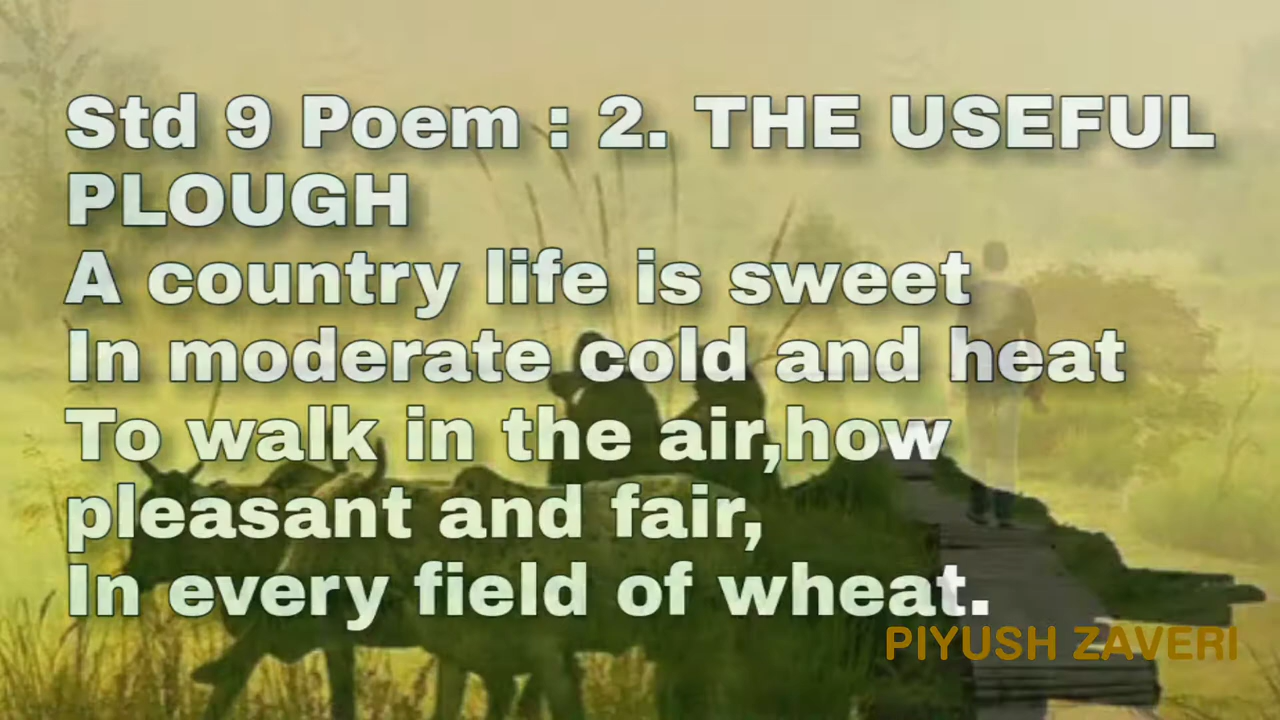 Std 9 Poem : 2. THE USEFUL
PLOUGH
A country life is sweet
In moderate cold and heat
To walk in the air,how
pleasant and fair,
In every field of wheat.
PIYUSH ZAVERI